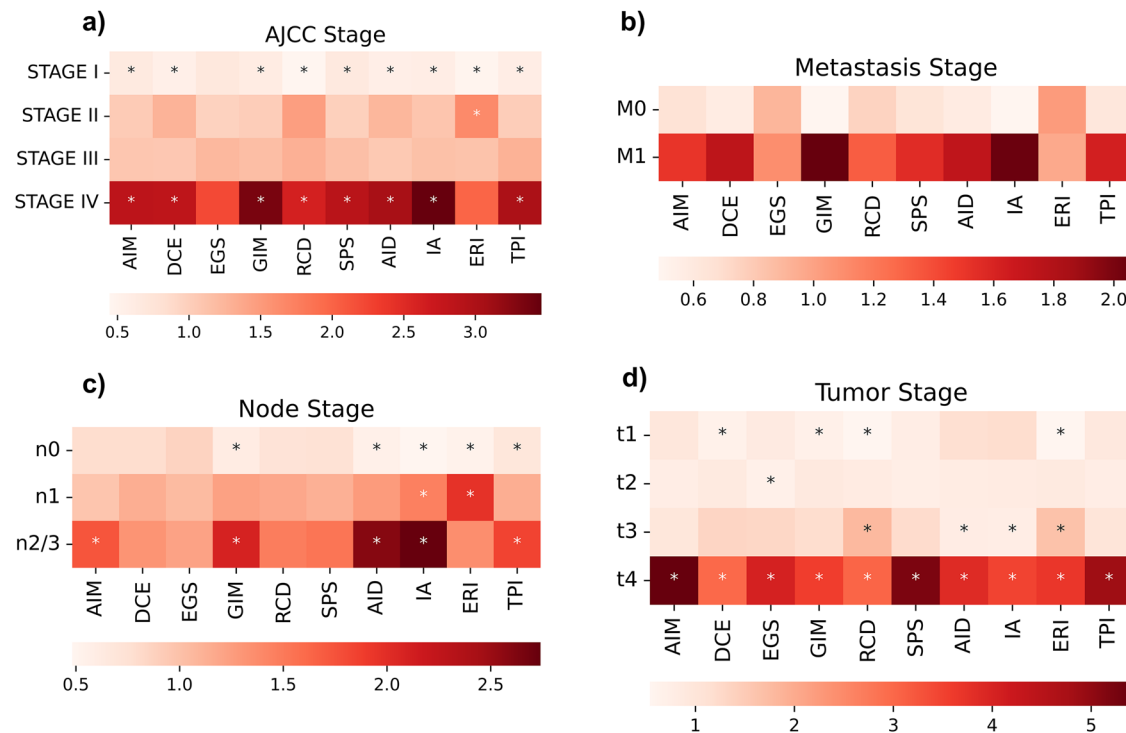 a)
AJCC Stage
STAGE I * * * * * * * * *
STAGE II *
STAGE III
STAGE IV * * * * * * * *
AIM DCE EGS GIM RCD SPS AID IA ERI TPI
0.5 1.0 1.5 2.0 2.5 3.0
b)
Metastasis Stage
M0
M1
AIM DCE EGS GIM RCD SPS AID IA ERI TPI
0.6 0.8 1.0 1.2 1.4 1.6 1.8 2.0
c)
Node Stage
n0 * * * * *
n1 * *
n2/3 * * * * *
AIM DCE EGS GIM RCD SPS AID IA ERI TPI
0.5 1.0 1.5 2.0 2.5
d)
Tumor Stage
t1 * * * *
t2 *
t3 * * * *
t4 * * * * * * * * * *
AIM DCE EGS GIM RCD SPS AID IA ERI TPI
1 2 3 4 5